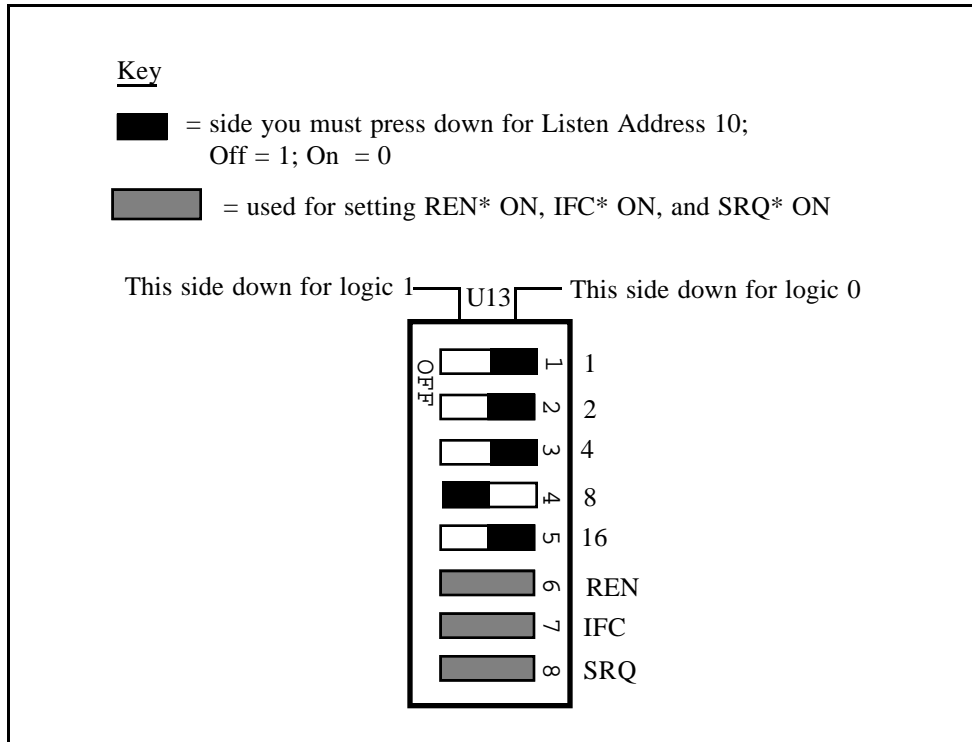 Key
= side you must press down for Listen Address 10;
Off = 1; On = 0
= used for setting REN* ON, IFC* ON, and SRQ* ON
This side down for logic 1
U13
This side down for logic 0
OFF
1 1
2 2
3 4
4 8
5 16
6 REN
7 IFC
8 SRQ